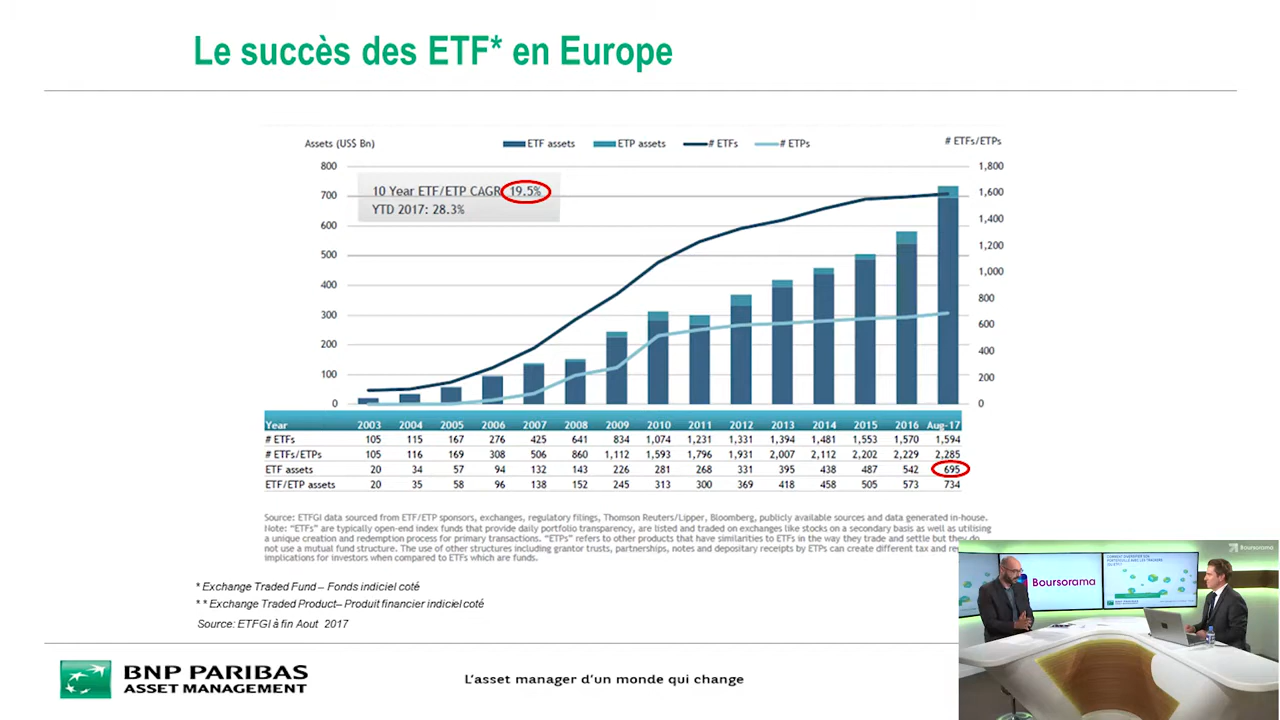 Le succès des ETF* en Europe
Assets (US$ Bn)
ETF assets
ETP assets
# ETFs
# ETPs
# ETFs/ETPs
800
700
600
500
400
300
200
100
0
1,800
1,600
1,400
1,200
1,000
800
600
400
200
0
10 Year ETF/ETP CAGR: 19.5%
YTD 2017: 28.3%
Year 2003 2004 2005 2006 2007 2008 2009 2010 2011 2012 2013 2014 2015 2016 Aug-17
# ETFs 105 115 167 276 425 641 834 1,074 1,231 1,331 1,394 1,481 1,553 1,570 1,594
# ETFs/ETPs 105 116 169 308 506 860 1,112 1,593 1,796 1,931 2,007 2,112 2,202 2,229 2,285
ETF assets 20 34 57 94 132 143 226 281 268 331 395 438 487 542 695
ETF/ETP assets 20 35 58 96 138 152 245 313 300 369 418 458 505 573 734
Source: ETFGI data sourced from ETF/ETP sponsors, exchanges, regulatory filings, Thomson Reuters/Lipper, Bloomberg, publicly available sources and data generated in-house.
Note: "ETFs" are typically open-end index funds that provide daily portfolio transparency, are listed and traded on exchanges like stocks on a secondary basis as well as utilising
a unique creation and redemption process for primary transactions. "ETPs" refers to other products that have similarities to ETFs in the way they trade and settle but they do
not use a mutual fund structure. The use of other structures including grantor trusts, partnerships, notes and depositary receipts by ETPs can create different tax and re
implications for investors when compared to ETFs which are funds.
* Exchange Traded Fund – Fonds indiciel coté
* * Exchange Traded Product– Produit financier indiciel coté
Source: ETFGI à fin Aout 2017
BNP PARIBAS
ASSET MANAGEMENT
L'asset manager d'un monde qui change
Boursorama
Boursorama
BNP PARIBAS